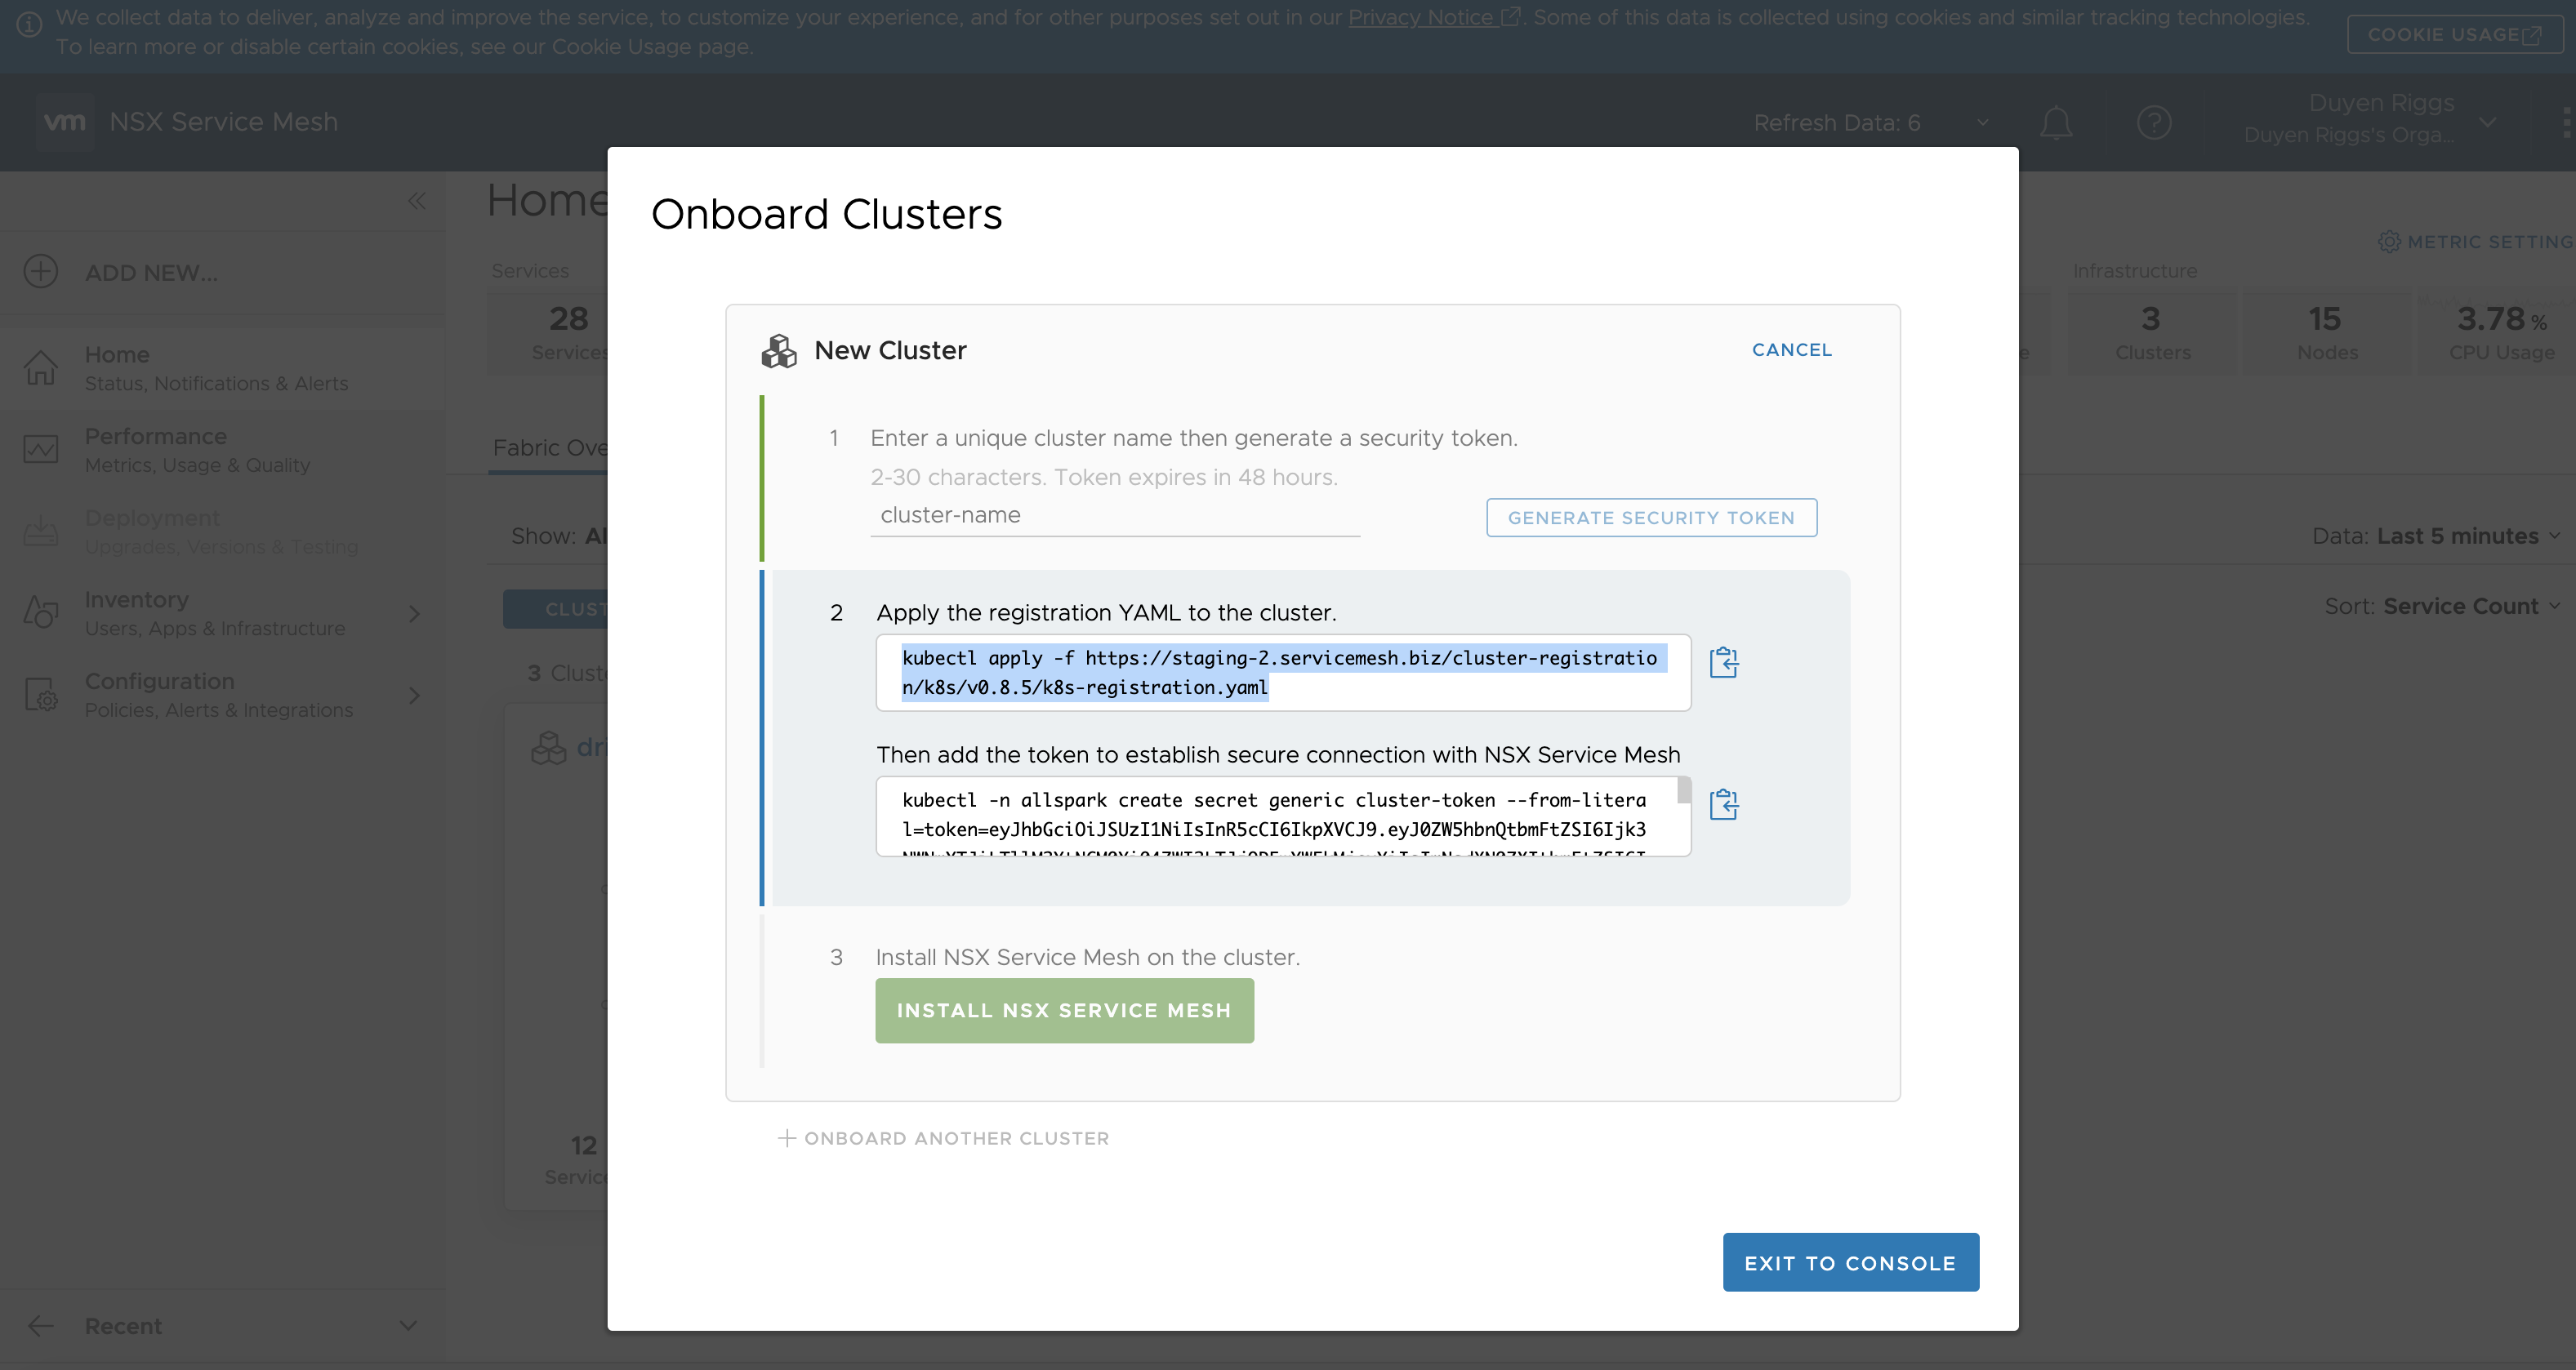 We collect data to deliver, analyze and improve the service, to customize your experience, and for other purposes set out in our Privacy Notice. Some of this data is collected using cookies and similar tracking technologies.
To learn more or disable certain cookies, see our Cookie Usage page.
COOKIE USAGE
vm NSX Service Mesh
Refresh Data: 6
Duyen Riggs
Duyen Riggs's Orga...
Home
METRIC SETTING
ADD NEW...
Home
Status, Notifications & Alerts
Performance
Metrics, Usage & Quality
Deployment
Upgrades, Versions & Testing
Inventory
Users, Apps & Infrastructure
Configuration
Policies, Alerts & Integrations
Recent
Services
28
Services
Fabric Ove
Show: Al
CLUST
3 Cluste
dri
12
Service
Onboard Clusters
New Cluster
CANCEL
1 Enter a unique cluster name then generate a security token.
2-30 characters. Token expires in 48 hours.
cluster-name
GENERATE SECURITY TOKEN
2 Apply the registration YAML to the cluster.
kubectl apply -f https://staging-2.servicemesh.biz/cluster-registratio
n/k8s/v0.8.5/k8s-registration.yaml
Then add the token to establish secure connection with NSX Service Mesh
kubectl -n allspark create secret generic cluster-token --from-litera
l=token=eyJhbGciOiJSUzI1NiIsInR5cCI6IkpXVCJ9.eyJ0ZW5hbnQtbmFtZSI6Ijk3
3 Install NSX Service Mesh on the cluster.
INSTALL NSX SERVICE MESH
ONBOARD ANOTHER CLUSTER
EXIT TO CONSOLE
Infrastructure
e
3
Clusters
15
Nodes
3.78 %
CPU Usage
Data: Last 5 minutes
Sort: Service Count